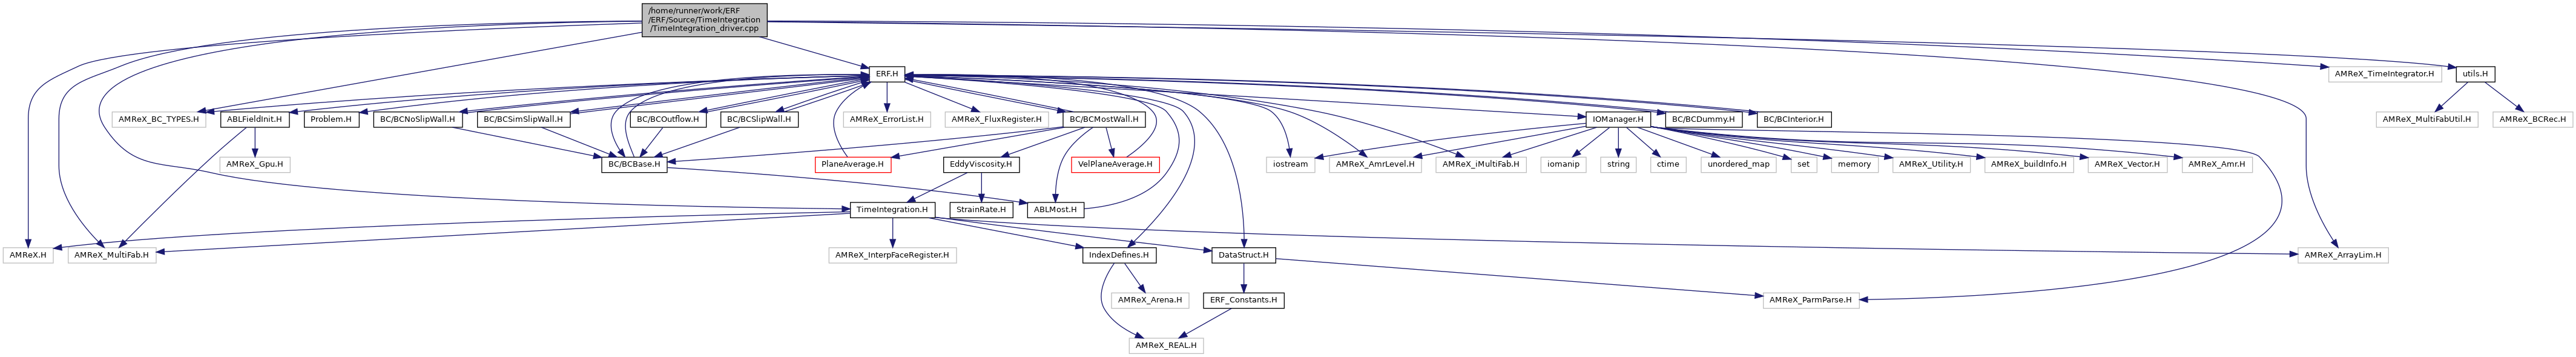 /home/runner/work/ERF
/ERF/Source/TimeIntegration
/TimeIntegration_driver.cpp
ERF.H
AMReX_TimeIntegrator.H
utils.H
AMReX_BC_TYPES.H
ABLFieldInit.H
Problem.H
BC/BCNoSlipWall.H
BC/BCSimSlipWall.H
BC/BCOutflow.H
BC/BCSlipWall.H
AMReX_ErrorList.H
AMReX_FluxRegister.H
BC/BCMostWall.H
IOManager.H
BC/BCDummy.H
BC/BCInterior.H
AMReX_MultiFabUtil.H
AMReX_BCRec.H
AMReX_Gpu.H
BC/BCBase.H
PlaneAverage.H
EddyViscosity.H
VelPlaneAverage.H
iostream
AMReX_AmrLevel.H
AMReX_iMultiFab.H
iomanip
string
ctime
unordered_map
set
memory
AMReX_Utility.H
AMReX_buildInfo.H
AMReX_Vector.H
AMReX_Amr.H
TimeIntegration.H
StrainRate.H
ABLMost.H
AMReX.H
AMReX_MultiFab.H
AMReX_InterpFaceRegister.H
IndexDefines.H
DataStruct.H
AMReX_ArrayLim.H
AMReX_Arena.H
ERF_Constants.H
AMReX_ParmParse.H
AMReX_REAL.H